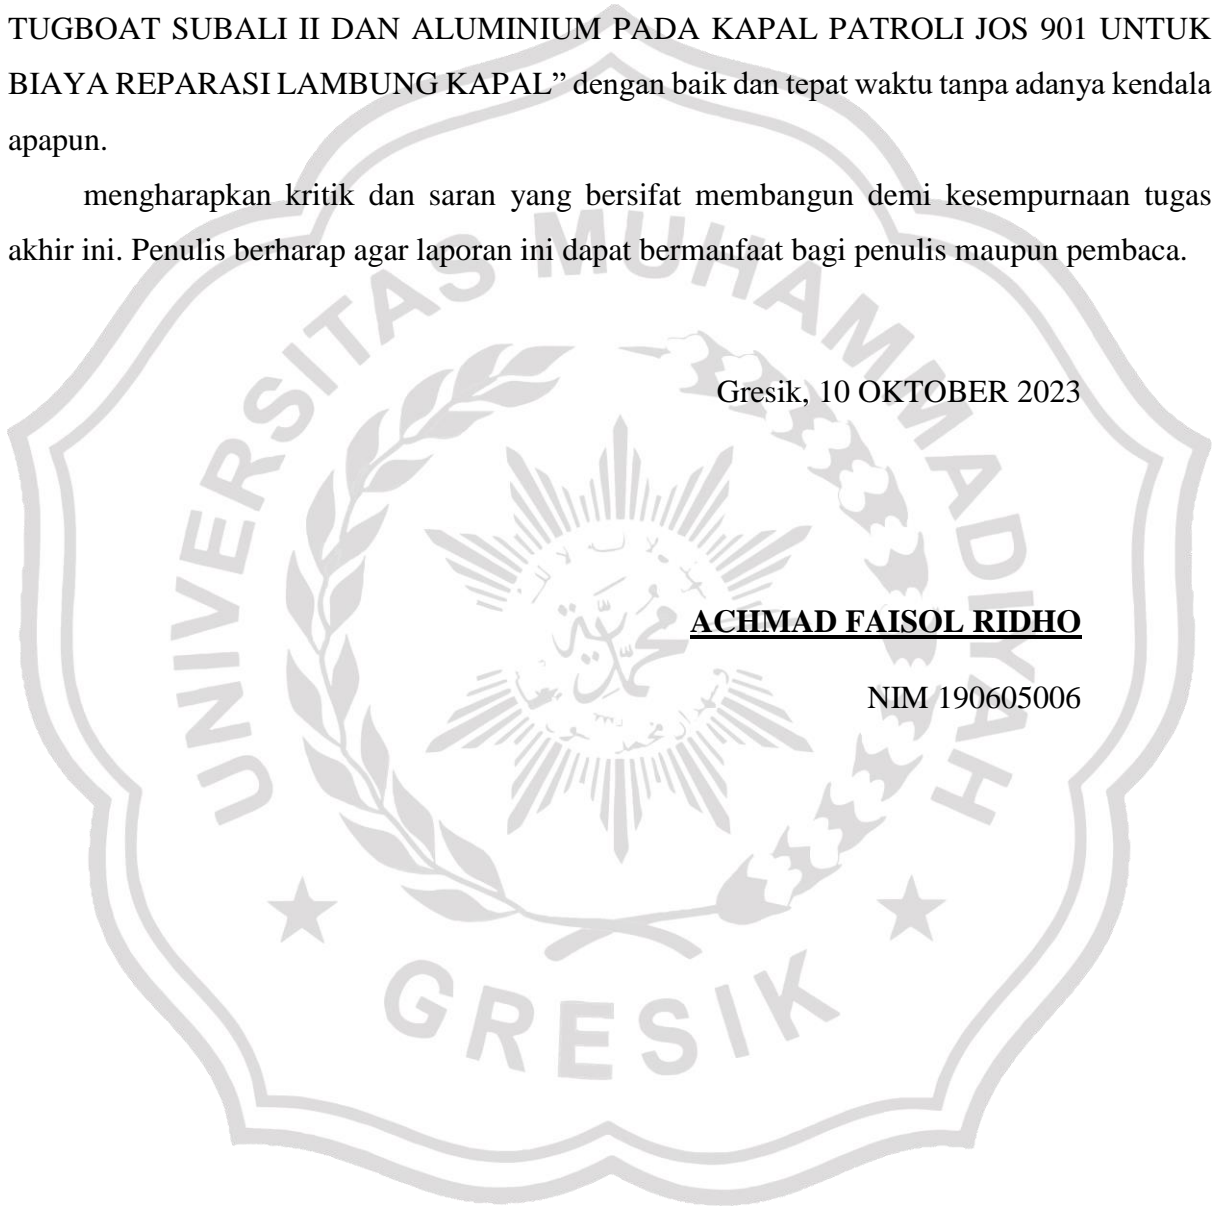 TUGBOAT SUBALI II DAN ALUMINIUM PADA KAPAL PATROLI JOS 901 UNTUK
BIAYA REPARASI LAMBUNG KAPAL” dengan baik dan tepat waktu tanpa adanya kendala
apapun.
mengharapkan kritik dan saran yang bersifat membangun demi kesempurnaan tugas
akhir ini. Penulis berharap agar laporan ini dapat bermanfaat bagi penulis maupun pembaca.
UNIVERSITAS MUHAMMADIYAH
Gresik, 10 OKTOBER 2023
ACHMAD FAISOL RIDHO
NIM 190605006
GRESIK